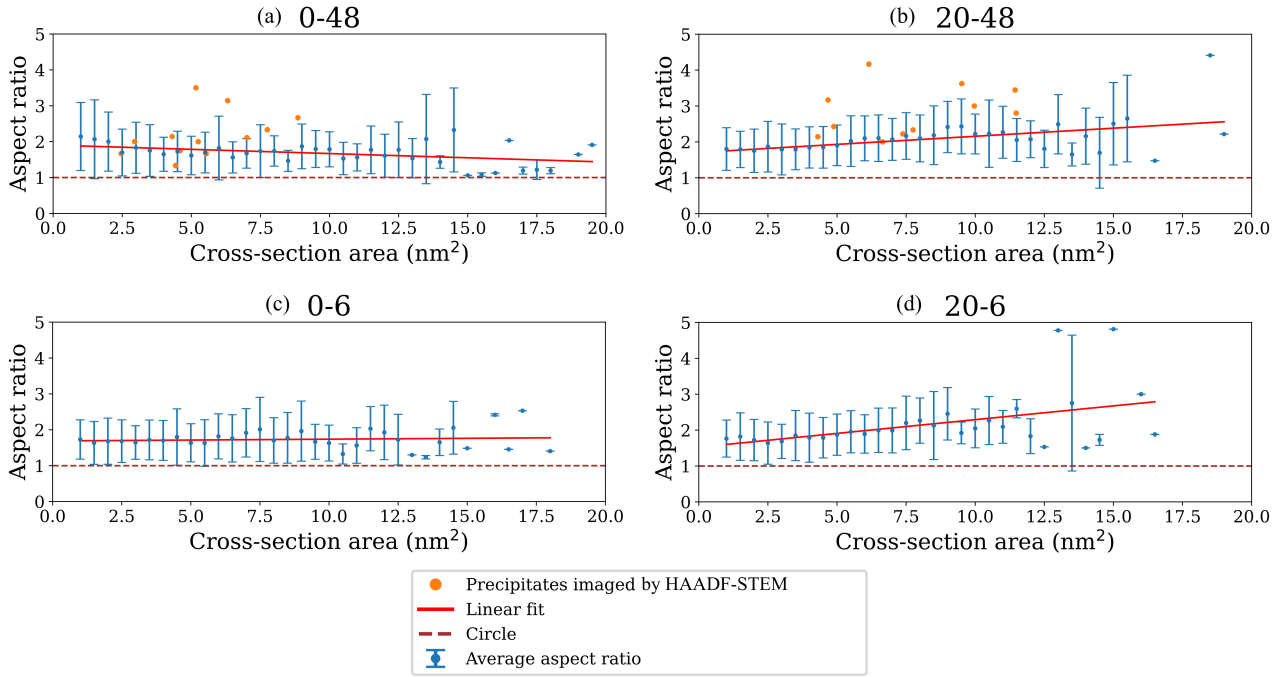 (a) 0-48
Aspect ratio
5
4
3
2
1
0
0.0 2.5 5.0 7.5 10.0 12.5 15.0 17.5 20.0
Cross-section area (nm²)
(b) 20-48
Aspect ratio
5
4
3
2
1
0
0.0 2.5 5.0 7.5 10.0 12.5 15.0 17.5 20.0
Cross-section area (nm²)
(c) 0-6
Aspect ratio
5
4
3
2
1
0
0.0 2.5 5.0 7.5 10.0 12.5 15.0 17.5 20.0
Cross-section area (nm²)
(d) 20-6
Aspect ratio
5
4
3
2
1
0
0.0 2.5 5.0 7.5 10.0 12.5 15.0 17.5 20.0
Cross-section area (nm²)
Precipitates imaged by HAADF-STEM
Linear fit
Circle
Average aspect ratio